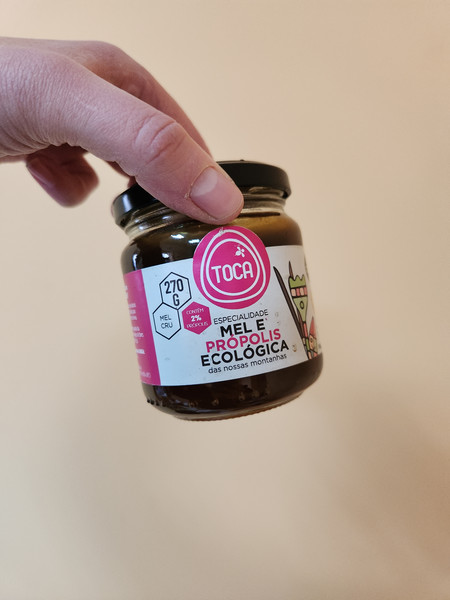 TOCA
270
G
MEL
CRU
CONTÉM
2%
PRÓPOLIS
ESPECIALIDADE
MEL E
PRÓPOLIS
ECOLÓGICA
das nossas montanhas